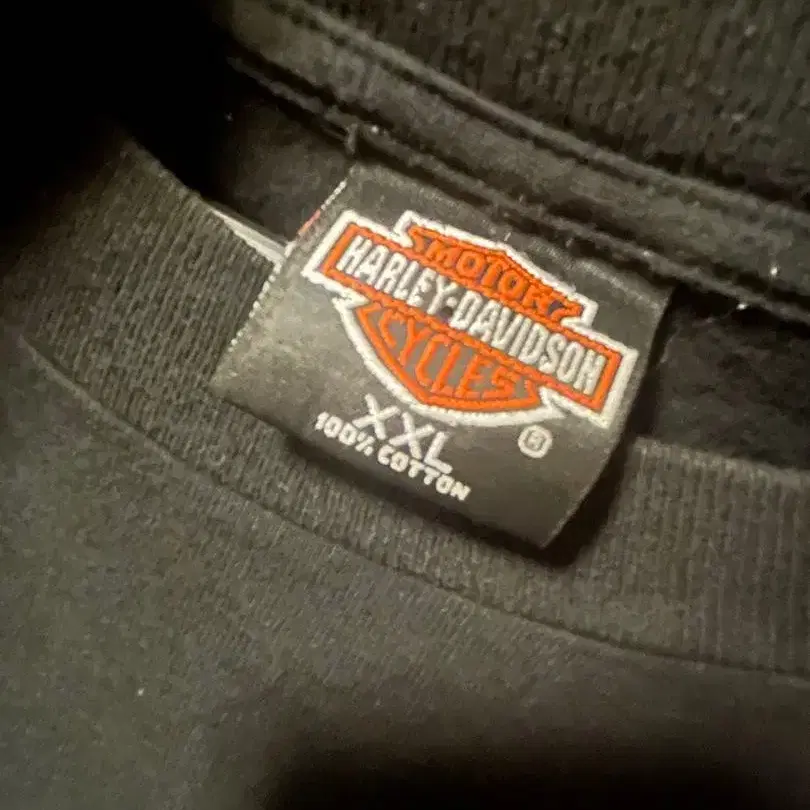 MOTOR
HARLEY-DAVIDSON
CYCLES
®
XXL
100% COTTON